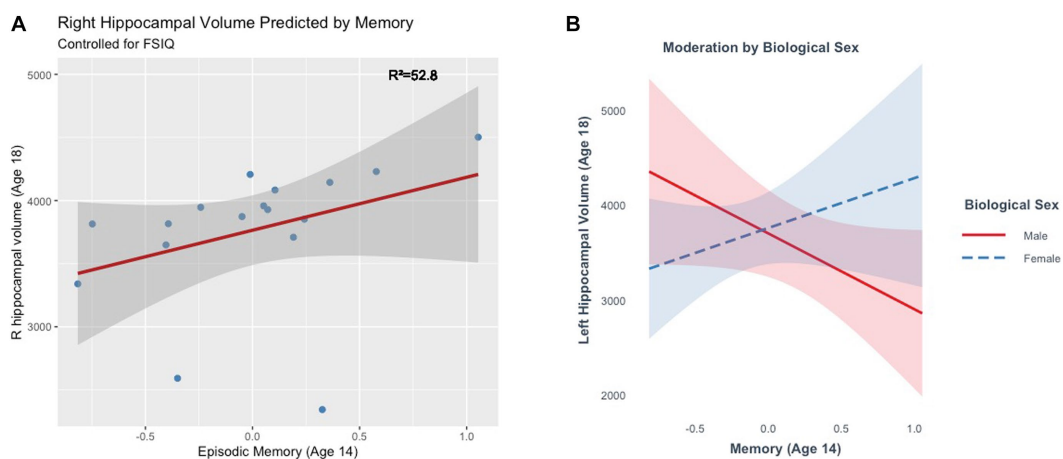 A
Right Hippocampal Volume Predicted by Memory
Controlled for FSIQ
R²=52.8
R hippocampal volume (Age 18)
5000
4000
3000
-0.5 0.0 0.5 1.0
Episodic Memory (Age 14)
B
Moderation by Biological Sex
Left Hippocampal Volume (Age 18)
5000
4000
3000
2000
-0.5 0.0 0.5 1.0
Memory (Age 14)
Biological Sex
Male
Female